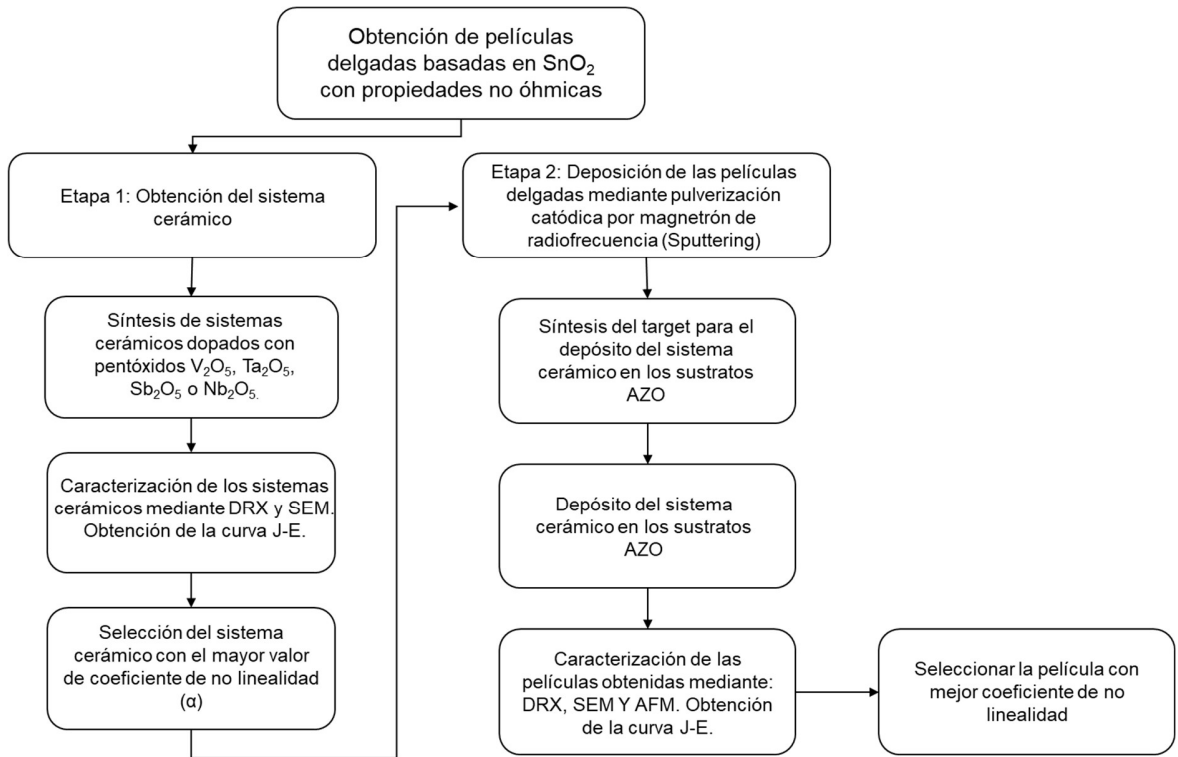 Obtención de películas
delgadas basadas en SnO₂
con propiedades no óhmicas
Etapa 1: Obtención del sistema
cerámico
Síntesis de sistemas
cerámicos dopados con
pentóxidos V₂O₅, Ta₂O₅,
Sb₂O₅ o Nb₂O₅.
Caracterización de los sistemas
cerámicos mediante DRX y SEM.
Obtención de la curva J-E.
Selección del sistema
cerámico con el mayor valor
de coeficiente de no linealidad
(α)
Etapa 2: Deposición de las películas
delgadas mediante pulverización
catódica por magnetrón de
radiofrecuencia (Sputtering)
Síntesis del target para el
depósito del sistema
cerámico en los sustratos
AZO
Depósito del sistema
cerámico en los sustratos
AZO
Caracterización de las
películas obtenidas mediante:
DRX, SEM Y AFM. Obtención
de la curva J-E.
Seleccionar la película con
mejor coeficiente de no
linealidad